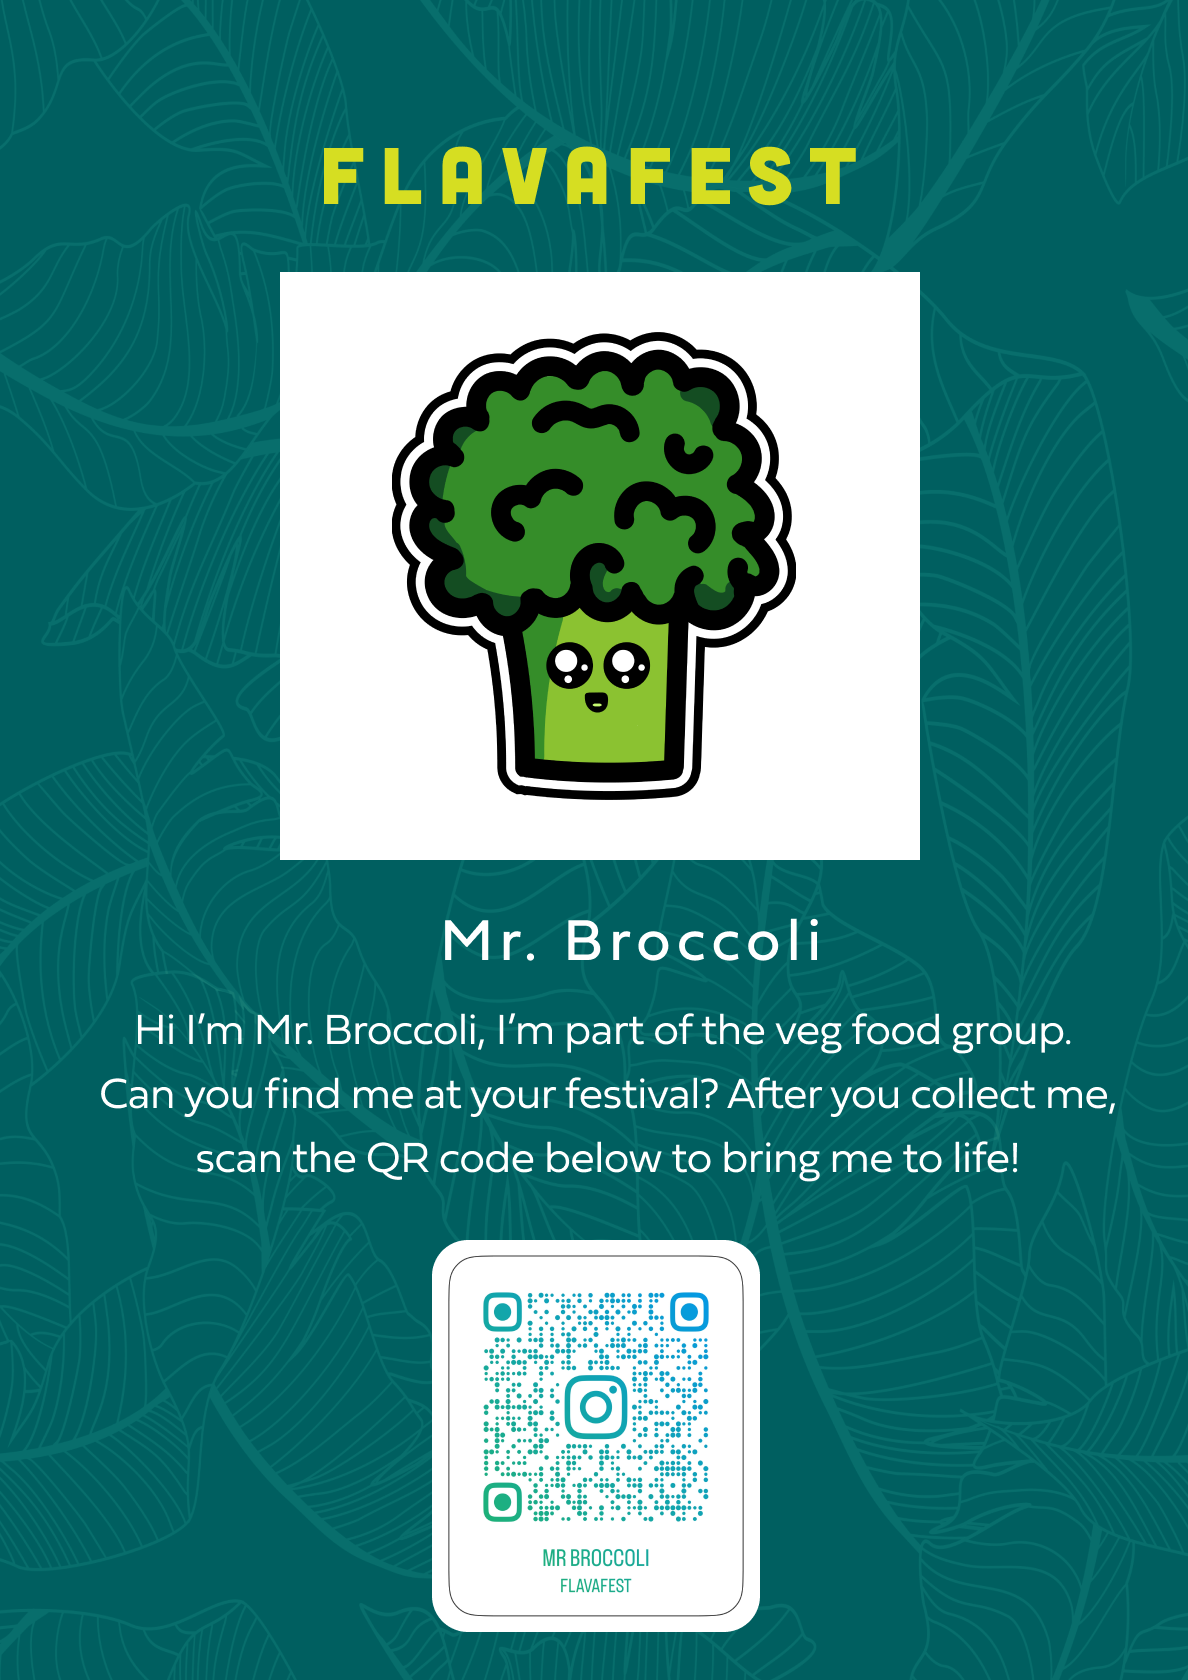 FLAVAFEST
Mr. Broccoli
Hi I’m Mr. Broccoli, I’m part of the veg food group.
Can you find me at your festival? After you collect me,
scan the QR code below to bring me to life!
MR BROCCOLI
FLAVAFEST